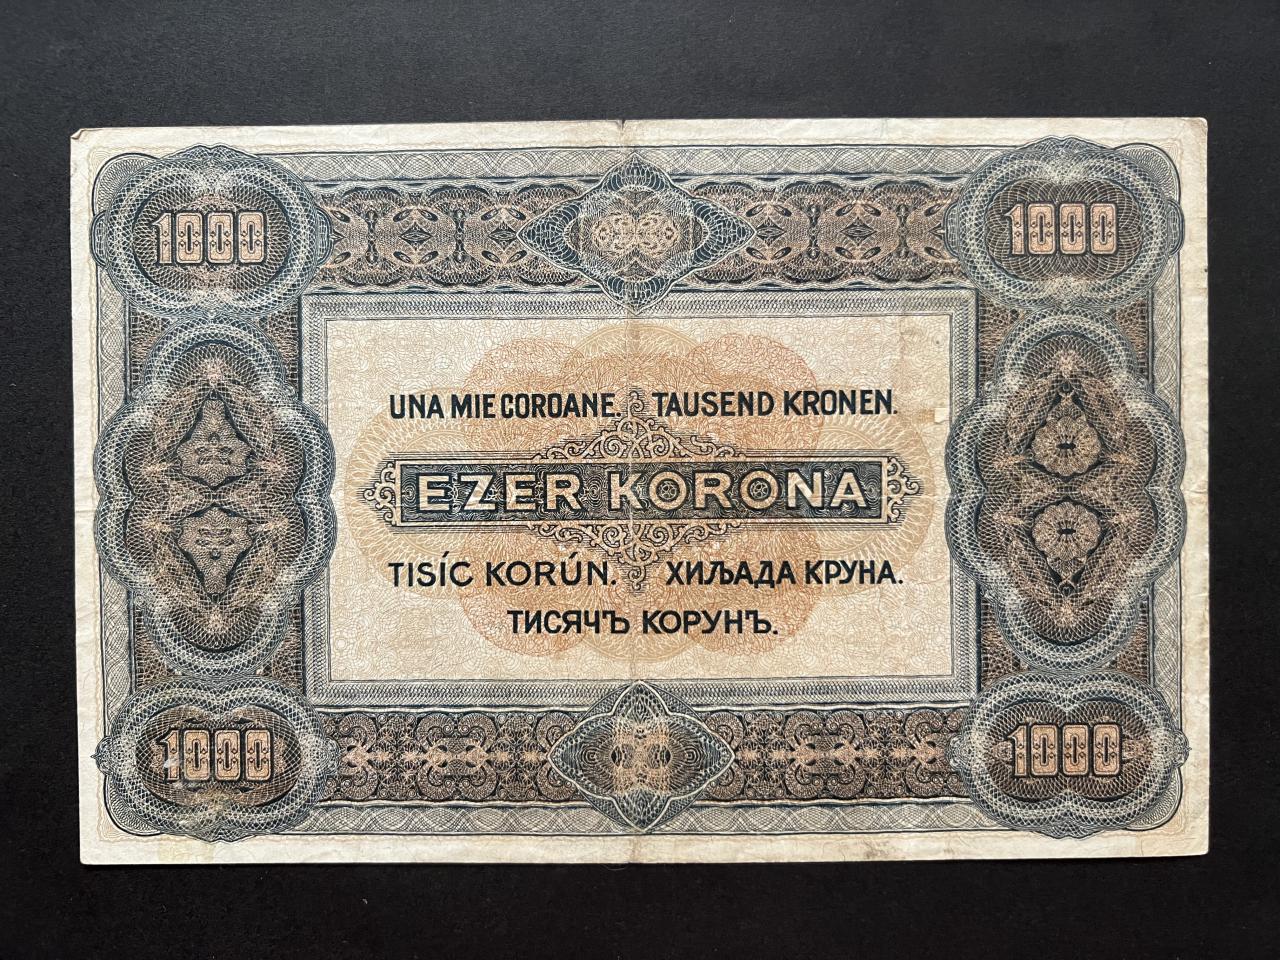 1000 1000
UNA MIE COROANE. TAUSEND KRONEN.
EZER KORONA
TISÍC KORÚN. ХИЉАДА КРУНА.
ТИСЯЧЪ КОРУНЪ.
1000 1000